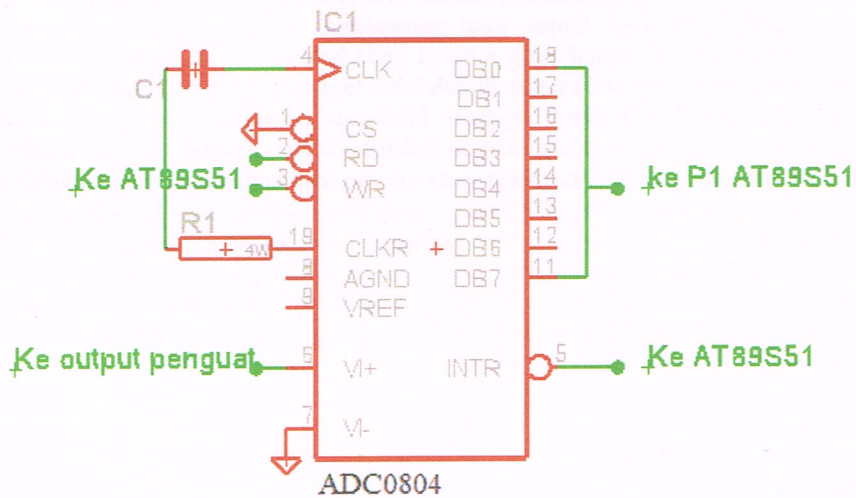 IC1
C1
4
CLK
DB0
18
DB1
17
1
CS
DB2
16
2
RD
DB3
15
Ke AT89S51
3
WR
DB4
14
ke P1 AT89S51
DB5
13
R1
4W
19
CLKR
DB6
12
8
AGND
DB7
11
9
VREF
Ke output penguat
6
VI+
INTR
5
Ke AT89S51
7
VI-
ADC0804